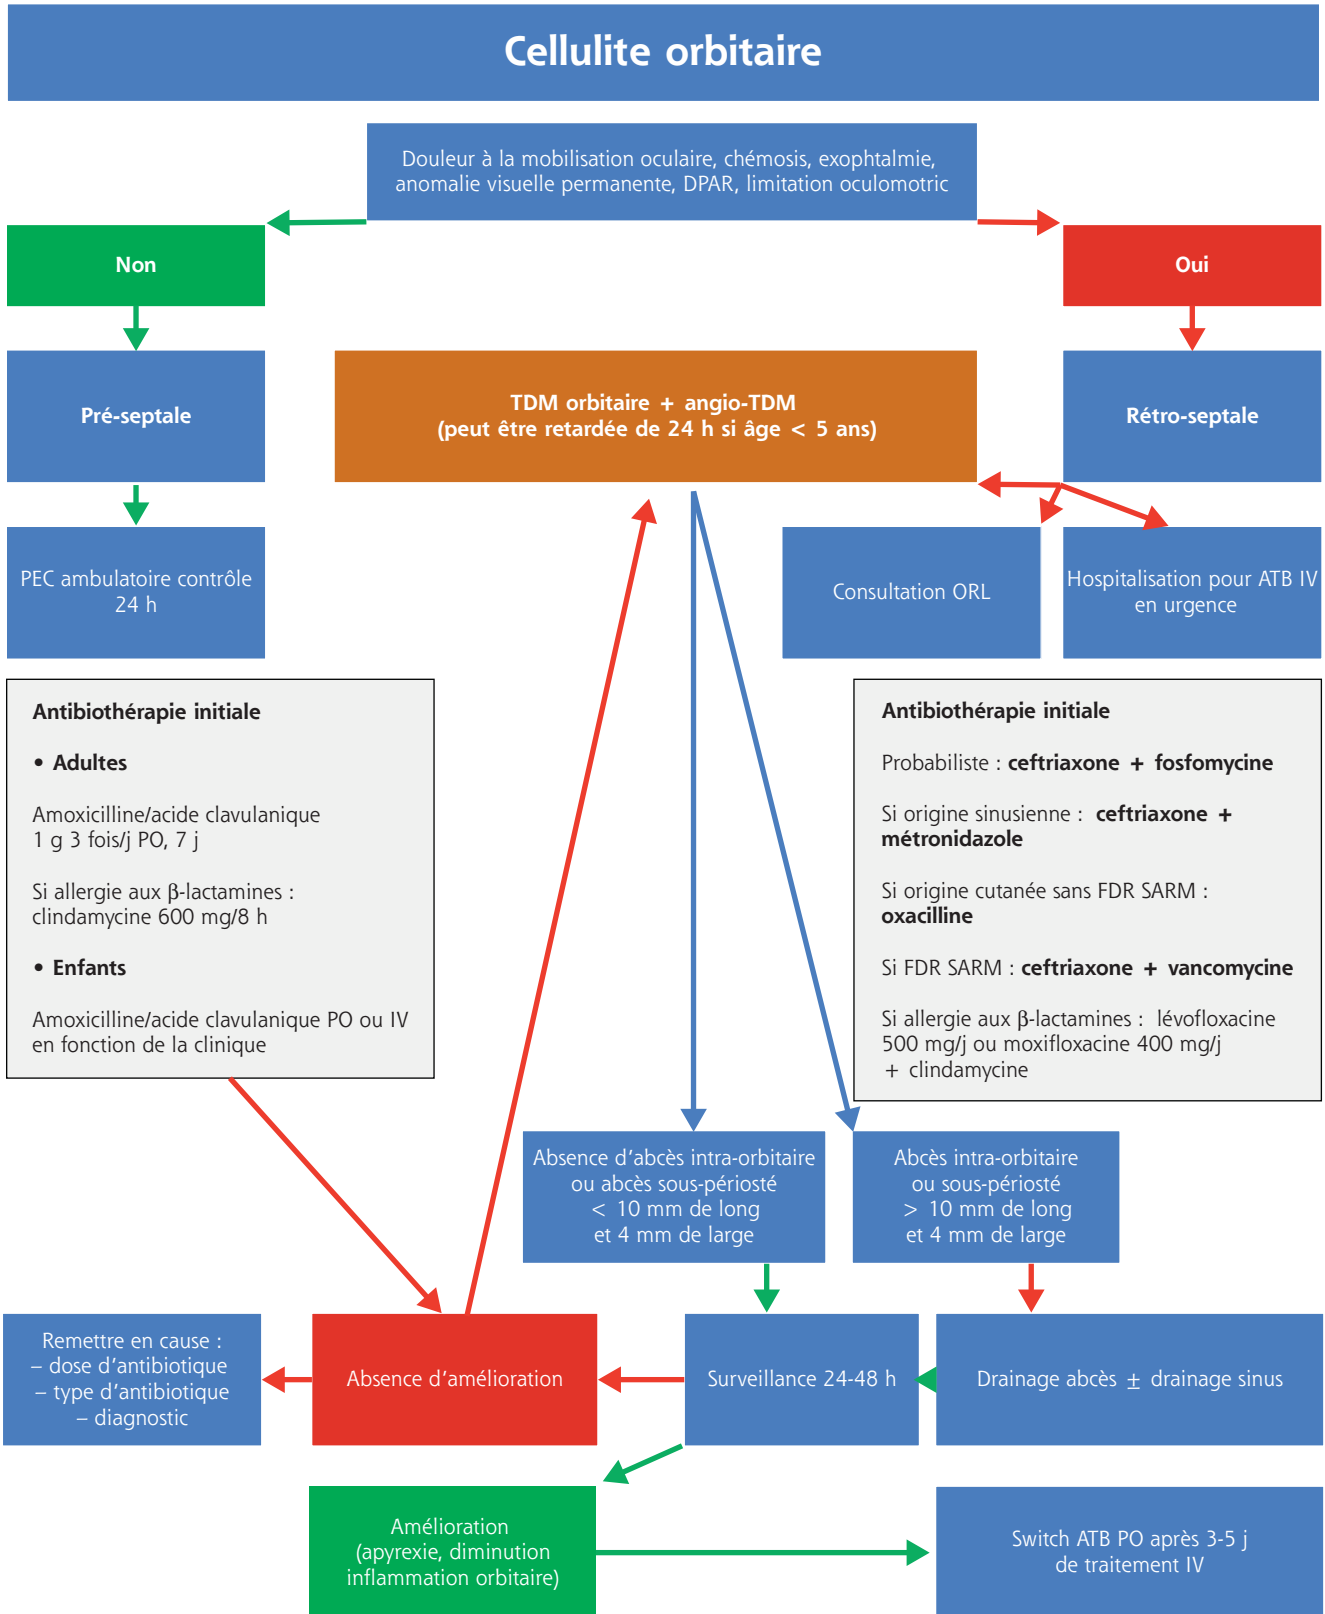 Cellulite orbitaire
Douleur à la mobilisation oculaire, chémosis, exophtalmie,
anomalie visuelle permanente, DPAR, limitation oculomotric
Non
Oui
Pré-septale
TDM orbitaire + angio-TDM
(peut être retardée de 24 h si âge < 5 ans)
Rétro-septale
PEC ambulatoire contrôle
24 h
Consultation ORL
Hospitalisation pour ATB IV
en urgence
Antibiothérapie initiale
• Adultes
Amoxicilline/acide clavulanique
1 g 3 fois/j PO, 7 j
Si allergie aux β-lactamines :
clindamycine 600 mg/8 h
• Enfants
Amoxicilline/acide clavulanique PO ou IV
en fonction de la clinique
Antibiothérapie initiale
Probabiliste : ceftriaxone + fosfomycine
Si origine sinusienne : ceftriaxone +
métronidazole
Si origine cutanée sans FDR SARM :
oxacilline
Si FDR SARM : ceftriaxone + vancomycine
Si allergie aux β-lactamines : lévofloxacine
500 mg/j ou moxifloxacine 400 mg/j
+ clindamycine
Absence d'abcès intra-orbitaire
ou abcès sous-périosté
< 10 mm de long
et 4 mm de large
Abcès intra-orbitaire
ou sous-périosté
> 10 mm de long
et 4 mm de large
Remettre en cause :
– dose d'antibiotique
– type d'antibiotique
– diagnostic
Absence d'amélioration
Surveillance 24-48 h
Drainage abcès ± drainage sinus
Amélioration
(apyrexie, diminution
inflammation orbitaire)
Switch ATB PO après 3-5 j
de traitement IV